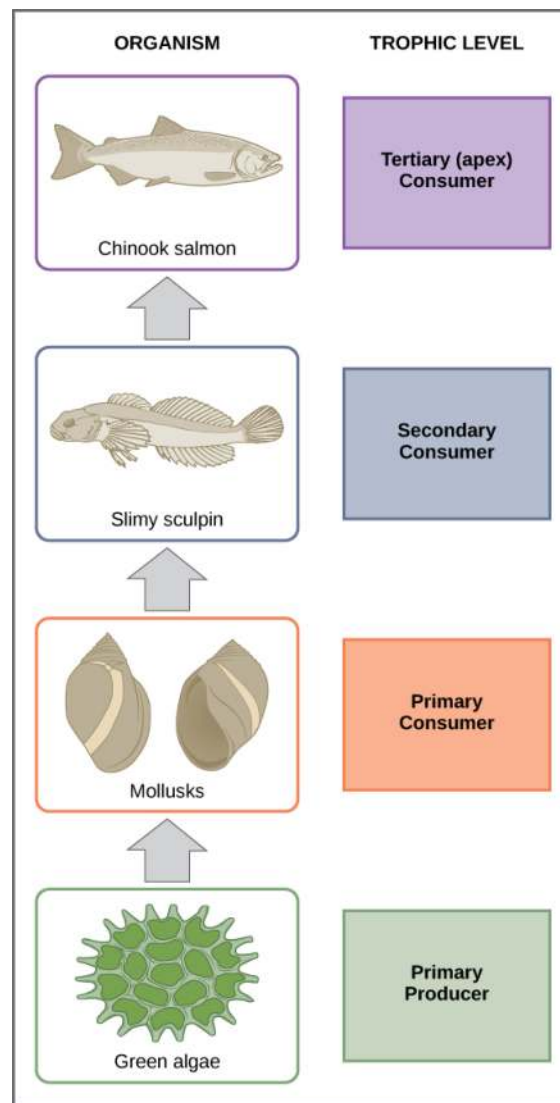 ORGANISM
TROPHIC LEVEL
Chinook salmon
Tertiary (apex)
Consumer
Slimy sculpin
Secondary
Consumer
Mollusks
Primary
Consumer
Green algae
Primary
Producer